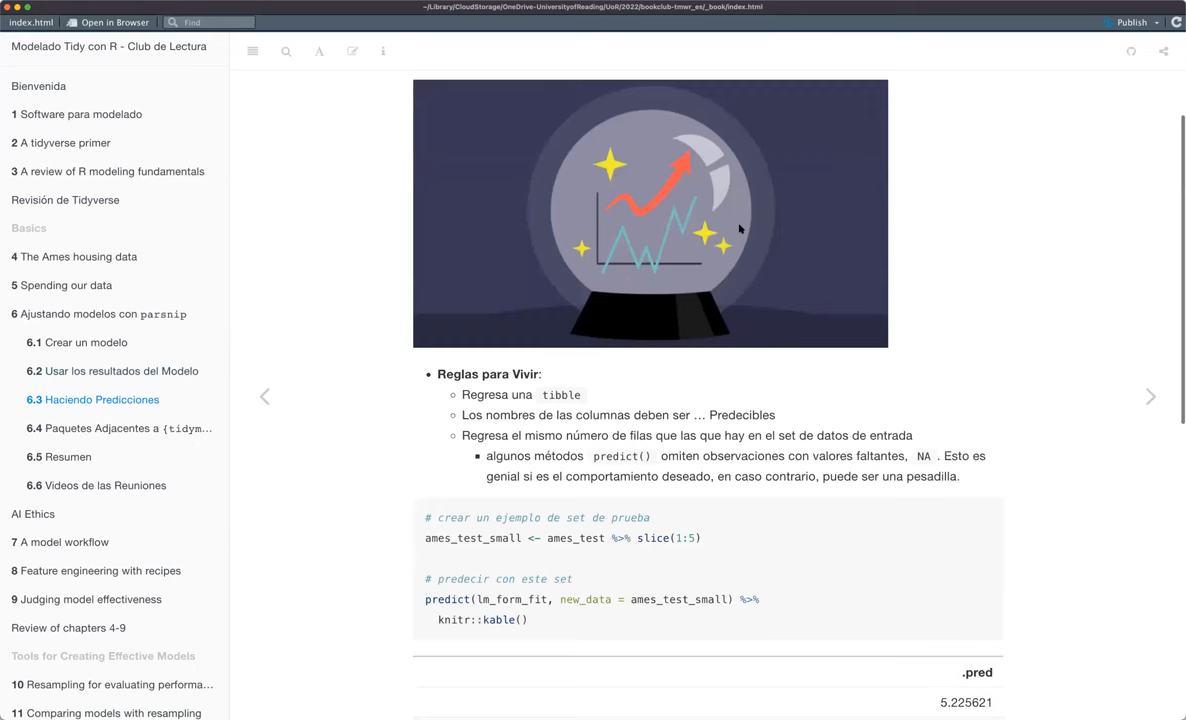 ~/Library/CloudStorage/OneDrive-UniversityofReading/UoR/2022/bookclub-tmwr_es/_book/index.html
index.html
Open in Browser
Find
Publish
Modelado Tidy con R - Club de Lectura
Bienvenida
1 Software para modelado
2 A tidyverse primer
3 A review of R modeling fundamentals
Revisión de Tidyverse
Basics
4 The Ames housing data
5 Spending our data
6 Ajustando modelos con parsnip
6.1 Crear un modelo
6.2 Usar los resultados del Modelo
6.3 Haciendo Predicciones
6.4 Paquetes Adjacentes a {tidym…
6.5 Resumen
6.6 Videos de las Reuniones
AI Ethics
7 A model workflow
8 Feature engineering with recipes
9 Judging model effectiveness
Review of chapters 4-9
Tools for Creating Effective Models
10 Resampling for evaluating performa…
11 Comparing models with resampling
Reglas para Vivir:
Regresa una tibble
Los nombres de las columnas deben ser … Predecibles
Regresa el mismo número de filas que las que hay en el set de datos de entrada
algunos métodos predict() omiten observaciones con valores faltantes, NA . Esto es
genial si es el comportamiento deseado, en caso contrario, puede ser una pesadilla.
# crear un ejemplo de set de prueba
ames_test_small <- ames_test %>% slice(1:5)
# predecir con este set
predict(lm_form_fit, new_data = ames_test_small) %>%
knitr::kable()
.pred
5.225621